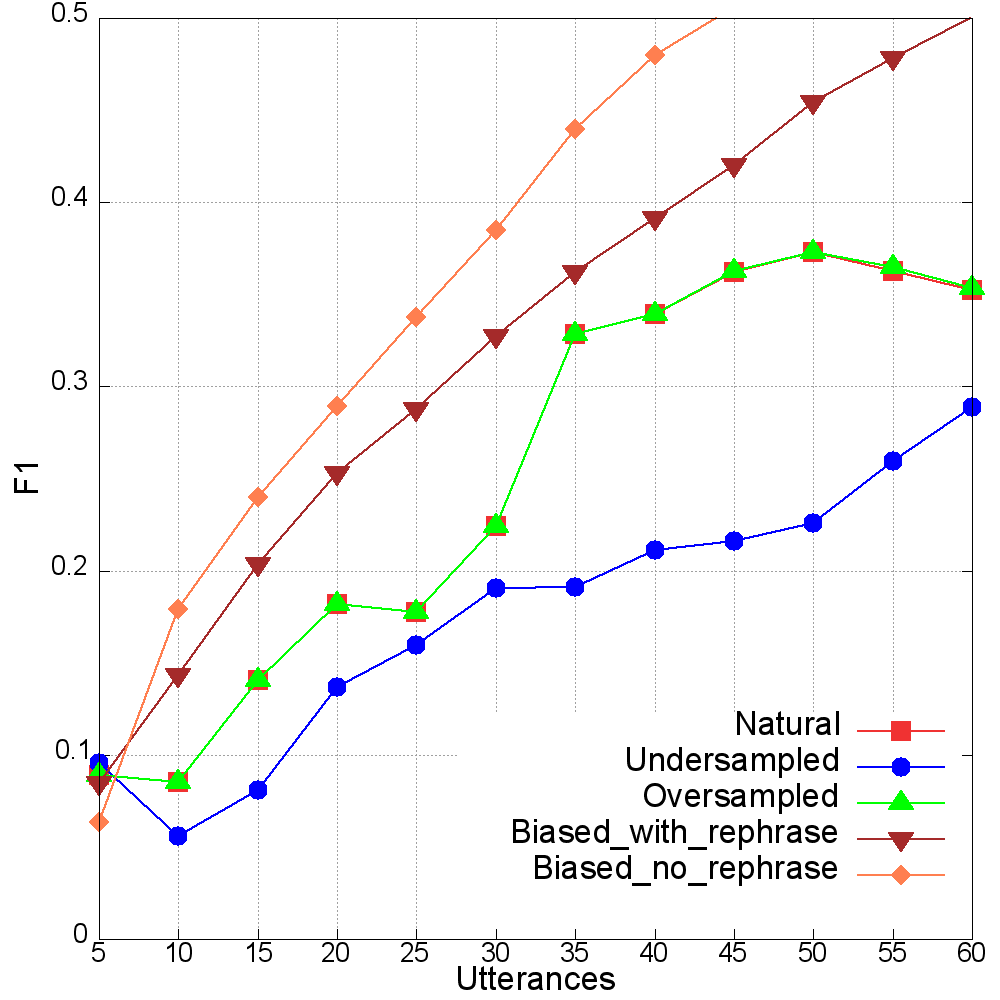 0.5
0.4
0.3
0.2
0.1
0
F1
Natural
Undersampled
Oversampled
Biased_with_rephrase
Biased_no_rephrase
5 10 15 20 25 30 35 40 45 50 55 60
Utterances